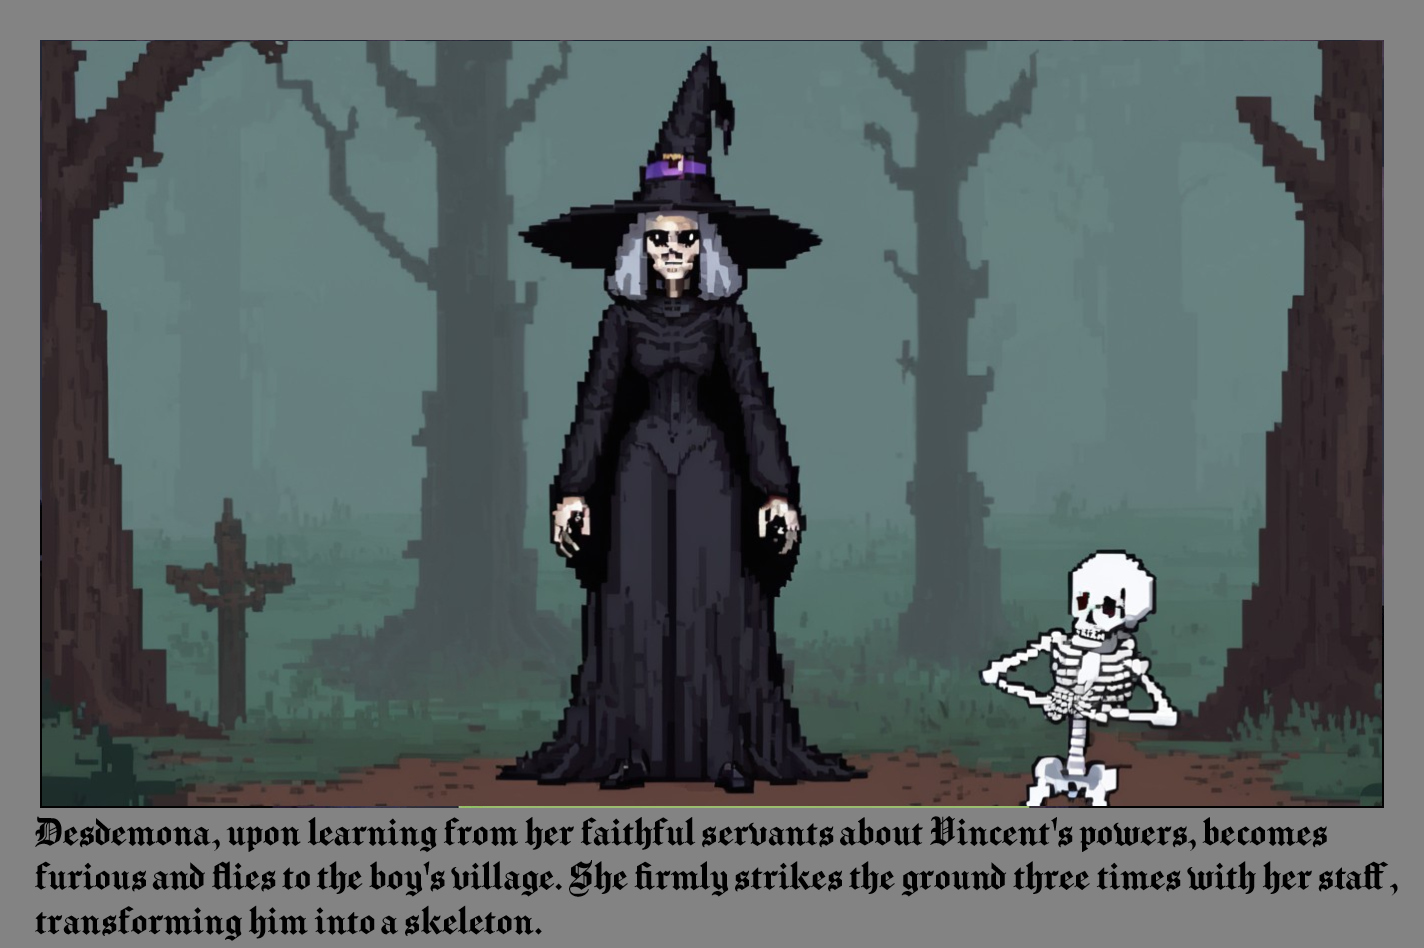 Desdemona, upon learning from her faithful servants about Vincent's powers, becomes
furious and flies to the boy's village. She firmly strikes the ground three times with her staff,
transforming him into a skeleton.